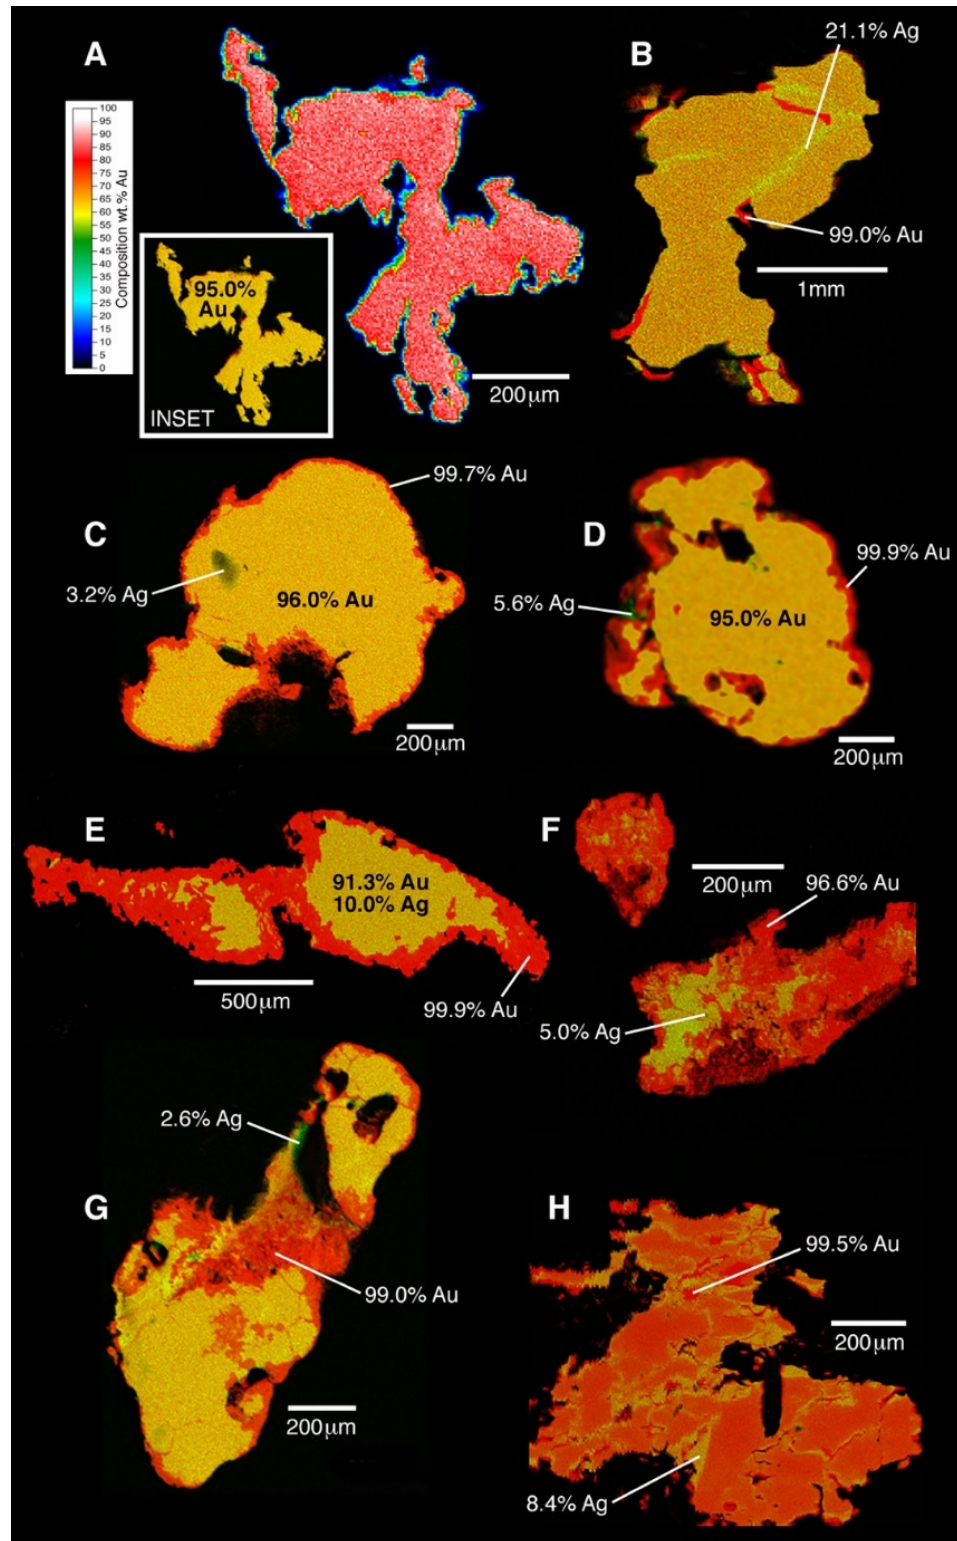 A
100
95
90
85
80
75
70
65
60
55
50
45
40
35
30
25
20
15
10
5
0
Composition wt.% Au
95.0%
Au
INSET
200µm
B
21.1% Ag
99.0% Au
1mm
C
99.7% Au
3.2% Ag
96.0% Au
200µm
D
99.9% Au
5.6% Ag
95.0% Au
200µm
E
91.3% Au
10.0% Ag
500µm
99.9% Au
F
200µm
96.6% Au
5.0% Ag
G
2.6% Ag
99.0% Au
200µm
H
99.5% Au
200µm
8.4% Ag